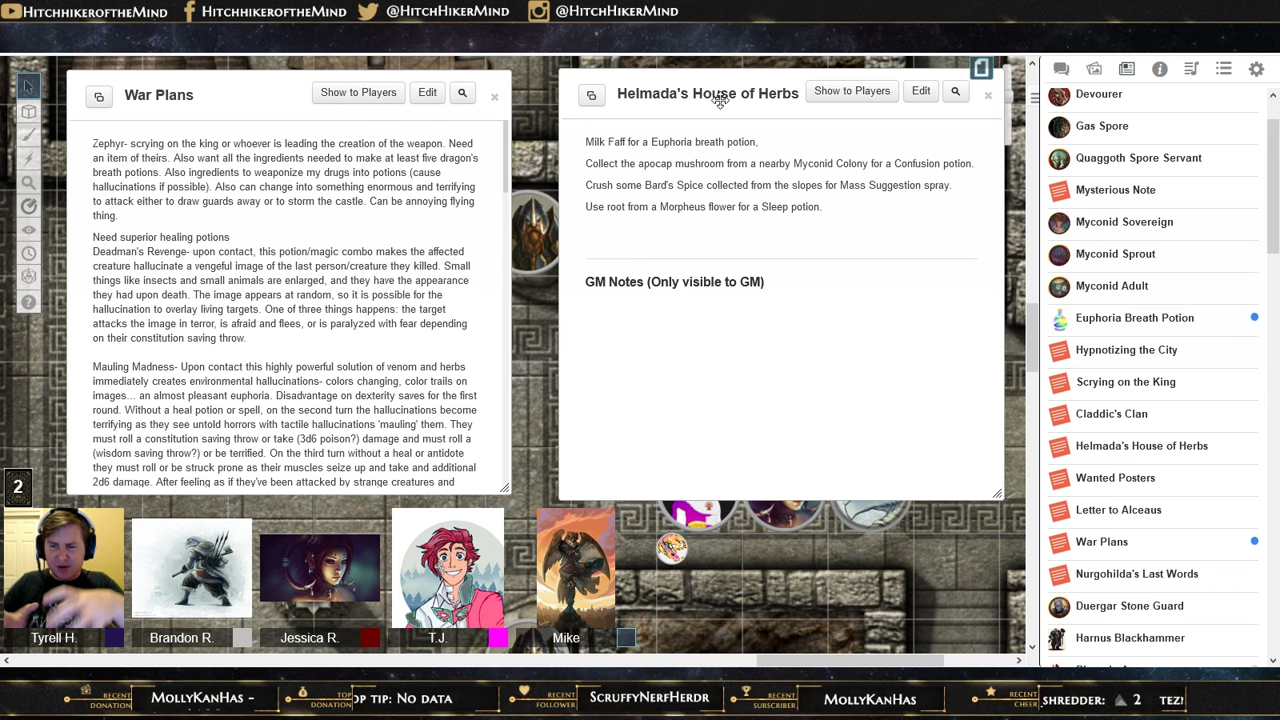 HITCHHIKEROFTHEMIND HITCHHIKEROFTHEMIND @HITCHHIKERMIND @HITCHHIKERMIND
War Plans
Show to Players
Edit
Zephyr- scrying on the king or whoever is leading the creation of the weapon. Need
an item of theirs. Also want all the ingredients needed to make at least five dragon's
breath potions. Also ingredients to weaponize my drugs into potions (cause
hallucinations if possible). Also can change into something enormous and terrifying
to attack either to draw guards away or to storm the castle. Can be annoying flying
thing.
Need superior healing potions
Deadman's Revenge- upon contact, this potion/magic combo makes the affected
creature hallucinate a vengeful image of the last person/creature they killed. Small
things like insects and small animals are enlarged, and they have the appearance
they had upon death. The image appears at random, so it is possible for the
hallucination to overlay living targets. One of three things happens: the target
attacks the image in terror, is afraid and flees, or is paralyzed with fear depending
on their constitution saving throw.
Mauling Madness- Upon contact this highly powerful solution of venom and herbs
immediately creates environmental hallucinations- colors changing, color trails on
images... an almost pleasant euphoria. Disadvantage on dexterity saves for the first
round. Without a heal potion or spell, on the second turn the hallucinations become
terrifying as they see untold horrors with tactile hallucinations 'mauling' them. They
must roll a constitution saving throw or take (3d6 poison?) damage and must roll a
(wisdom saving throw?) or be terrified. On the third turn without a heal or antidote
they must roll or be struck prone as their muscles seize up and take and additional
2d6 damage. After feeling as if they've been attacked by strange creatures and
Helmada's House of Herbs
Show to Players
Edit
Milk Faff for a Euphoria breath potion,
Collect the apocap mushroom from a nearby Myconid Colony for a Confusion potion.
Crush some Bard's Spice collected from the slopes for Mass Suggestion spray.
Use root from a Morpheus flower for a Sleep potion.
GM Notes (Only visible to GM)
Devourer
Gas Spore
Quaggoth Spore Servant
Mysterious Note
Myconid Sovereign
Myconid Sprout
Myconid Adult
Euphoria Breath Potion
Hypnotizing the City
Scrying on the King
Claddic's Clan
Helmada's House of Herbs
Wanted Posters
Letter to Alceaus
War Plans
Nurgohilda's Last Words
Duergar Stone Guard
Harnus Blackhammer
2
Tyrell H.
Brandon R.
Jessica R.
T.J.
Mike
RECENT DONATION
MOLLYKANHAS -
TOP DONATION
OP TIP: NO DATA
RECENT FOLLOWER
SCRUFFYNERFHERDR
RECENT SUBSCRIBER
MOLLYKANHAS
RECENT CHEER
SHREDDER: 2 TEZ